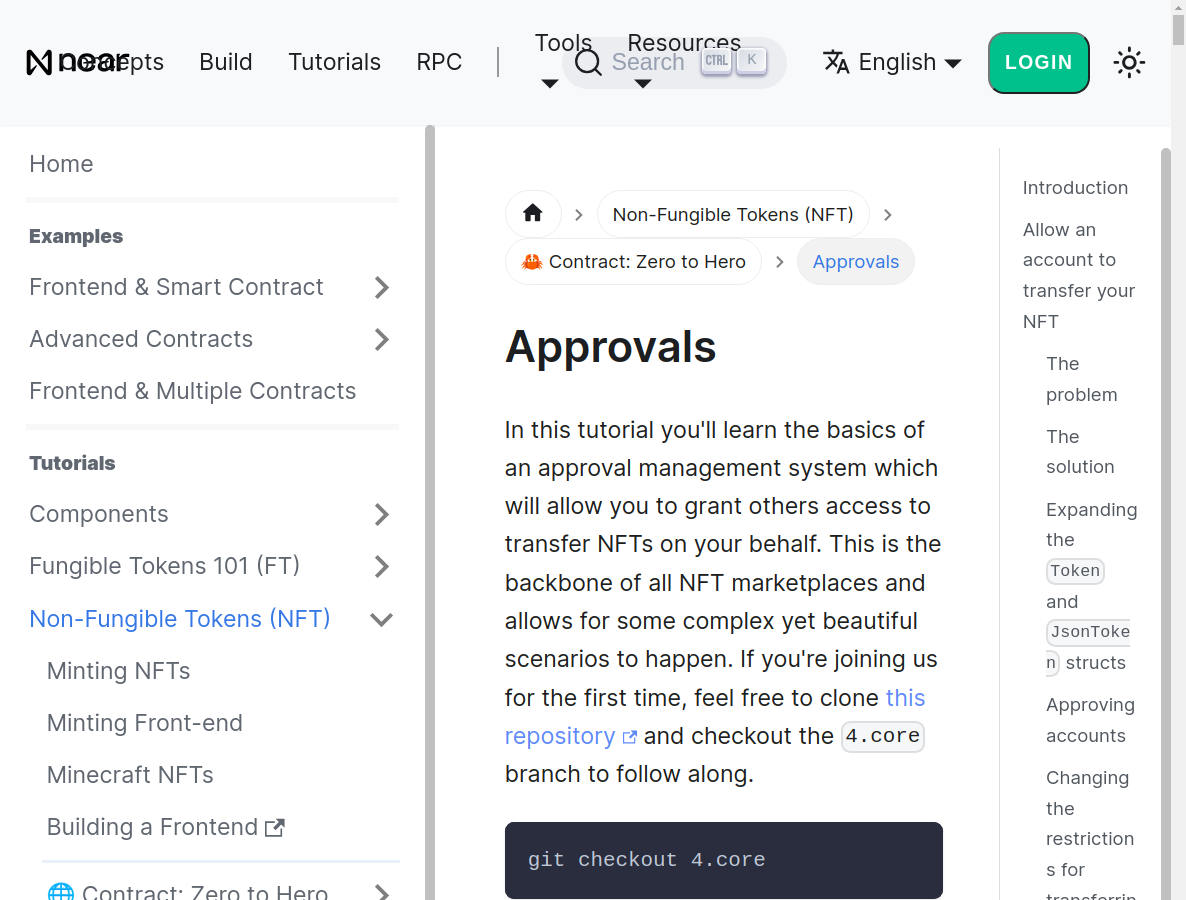 near
Concepts
Build
Tutorials
RPC
Tools
Resources
Search
CTRL
K
English
LOGIN
Home
Examples
Frontend & Smart Contract
Advanced Contracts
Frontend & Multiple Contracts
Tutorials
Components
Fungible Tokens 101 (FT)
Non-Fungible Tokens (NFT)
Minting NFTs
Minting Front-end
Minecraft NFTs
Building a Frontend
🌐 Contract: Zero to Hero
Non-Fungible Tokens (NFT)
🦀 Contract: Zero to Hero
Approvals
Approvals
In this tutorial you'll learn the basics of
an approval management system which
will allow you to grant others access to
transfer NFTs on your behalf. This is the
backbone of all NFT marketplaces and
allows for some complex yet beautiful
scenarios to happen. If you're joining us
for the first time, feel free to clone this
repository and checkout the 4.core
branch to follow along.
git checkout 4.core
Introduction
Allow an
account to
transfer your
NFT
The
problem
The
solution
Expanding
the
Token
and
JsonToke
n structs
Approving
accounts
Changing
the
restriction
s for
transferrin